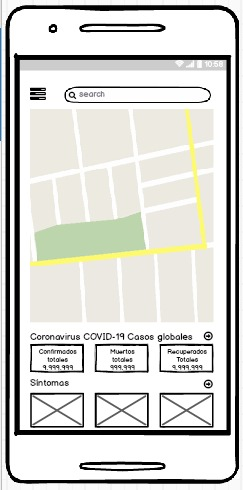 10:58
search
Coronavirus COVID-19 Casos globales
Confirmados
totales
9,999,999
Muertos
totales
9,999,999
Recuperados
Totales
9,999,999
Síntomas